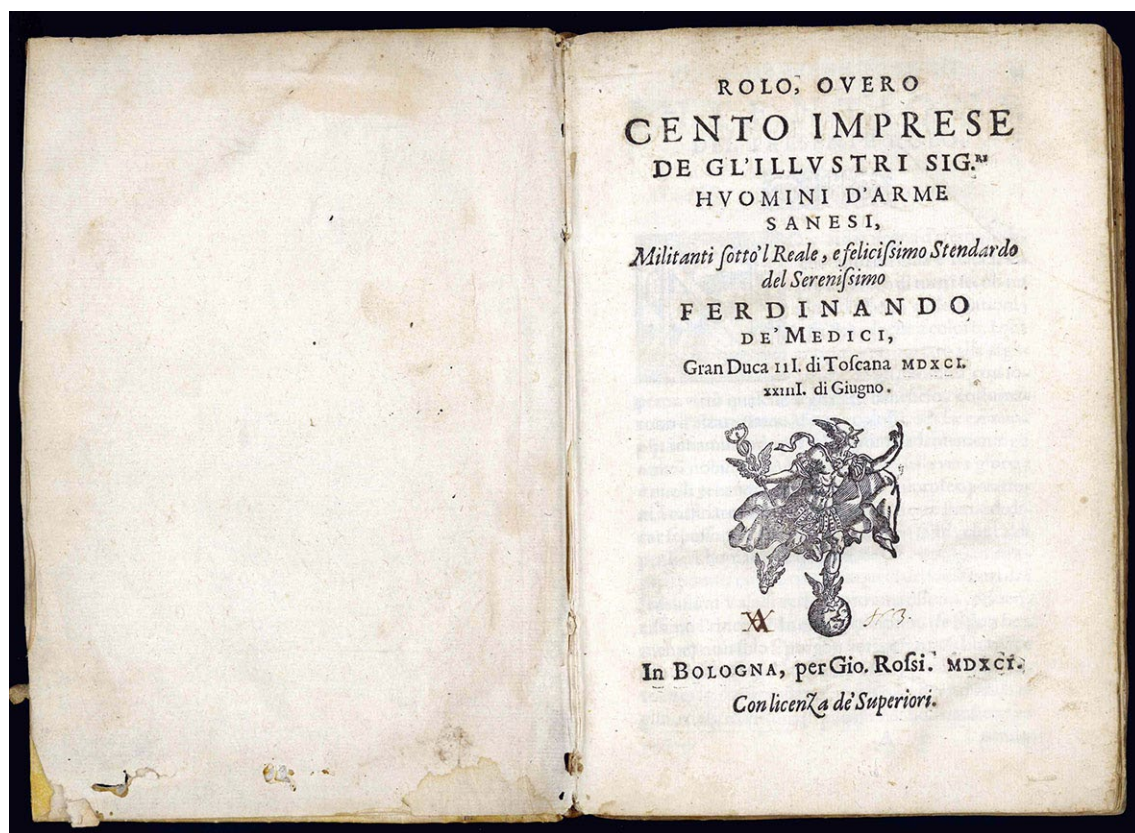 ROLO, OVERO
CENTO IMPRESE
DE GL'ILLVSTRI SIG.RI
HVOMINI D'ARME
SANESI,
Militanti ſotto'l Reale, e feliciſsimo Stendardo
del Sereniſsimo
FERDINANDO
DE' MEDICI,
Gran Duca III. di Toſcana MDXCI.
XXIIII. di Giugno.
In BOLOGNA, per Gio. Roſsi. MDXCI.
Con licenza de' Superiori.